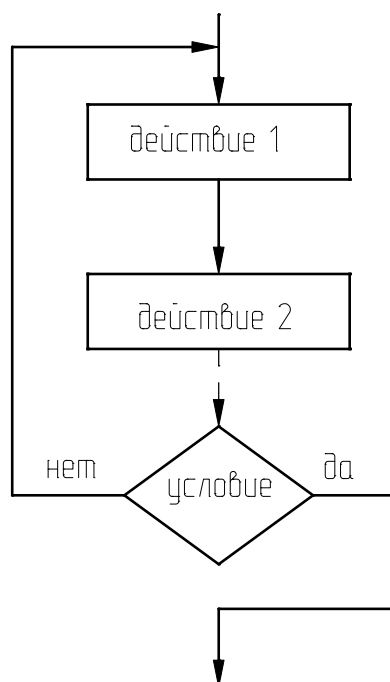 действие 1
действие 2
нет
условие
да